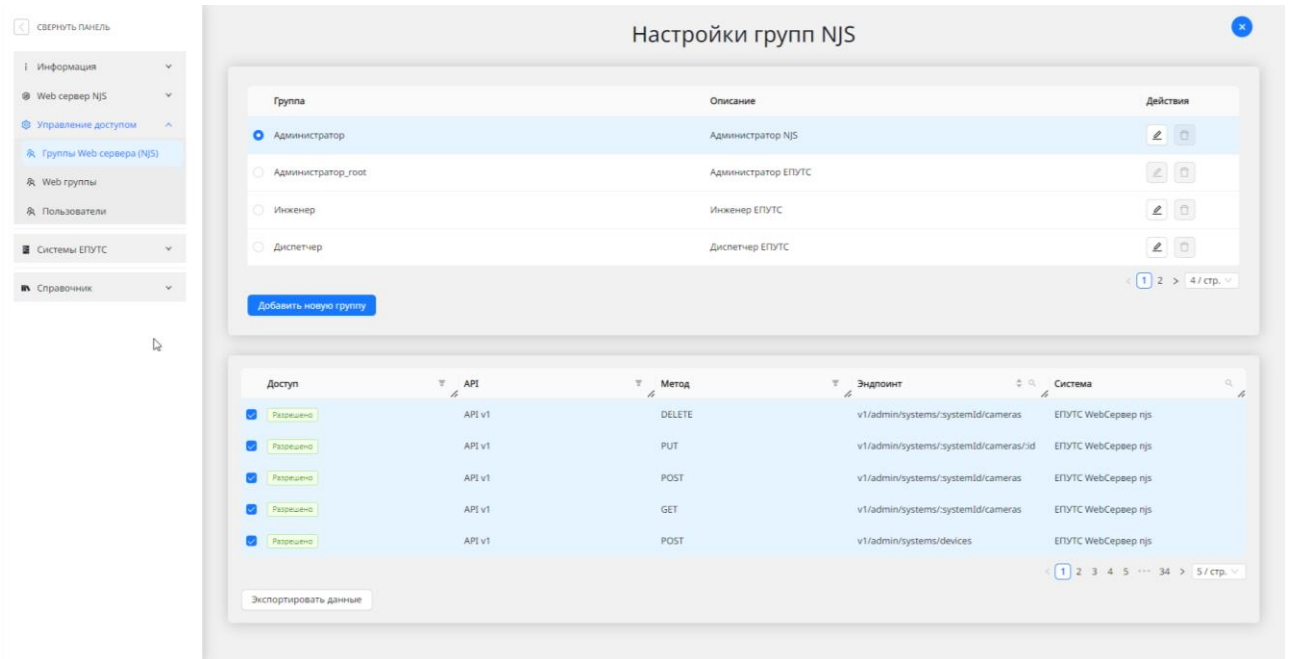 СВЕРНУТЬ ПАНЕЛЬ
Информация
Web сервер NJS
Управление доступом
Группы Web сервера (NJS)
Web группы
Пользователи
Системы ЕПУТС
Справочник
Настройки групп NJS
Группа Описание Действия
Администратор Администратор NJS
Администратор_root Администратор ЕПУТС
Инженер Инженер ЕПУТС
Диспетчер Диспетчер ЕПУТС
< 1 2 > 4 / стр.
Добавить новую группу
Доступ API Метод Эндпоинт Система
Разрешено API v1 DELETE v1/admin/systems/:systemId/cameras ЕПУТС WebСервер njs
Разрешено API v1 PUT v1/admin/systems/:systemId/cameras/:id ЕПУТС WebСервер njs
Разрешено API v1 POST v1/admin/systems/:systemId/cameras ЕПУТС WebСервер njs
Разрешено API v1 GET v1/admin/systems/:systemId/cameras ЕПУТС WebСервер njs
Разрешено API v1 POST v1/admin/systems/devices ЕПУТС WebСервер njs
< 1 2 3 4 5 ••• 34 > 5 / стр.
Экспортировать данные